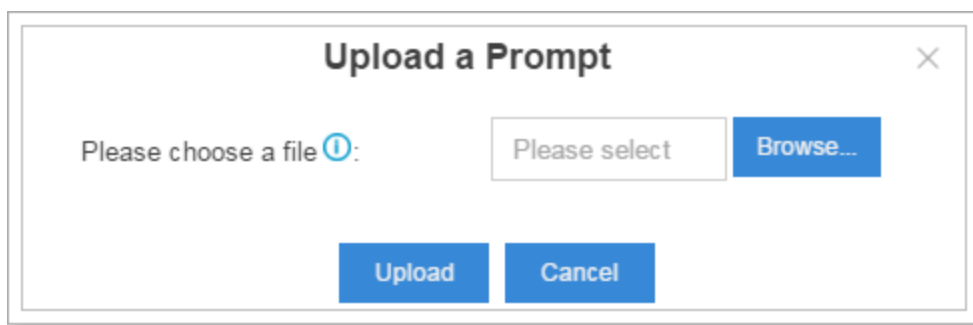 Upload a Prompt
Please choose a file :
Please select
Browse...
Upload
Cancel